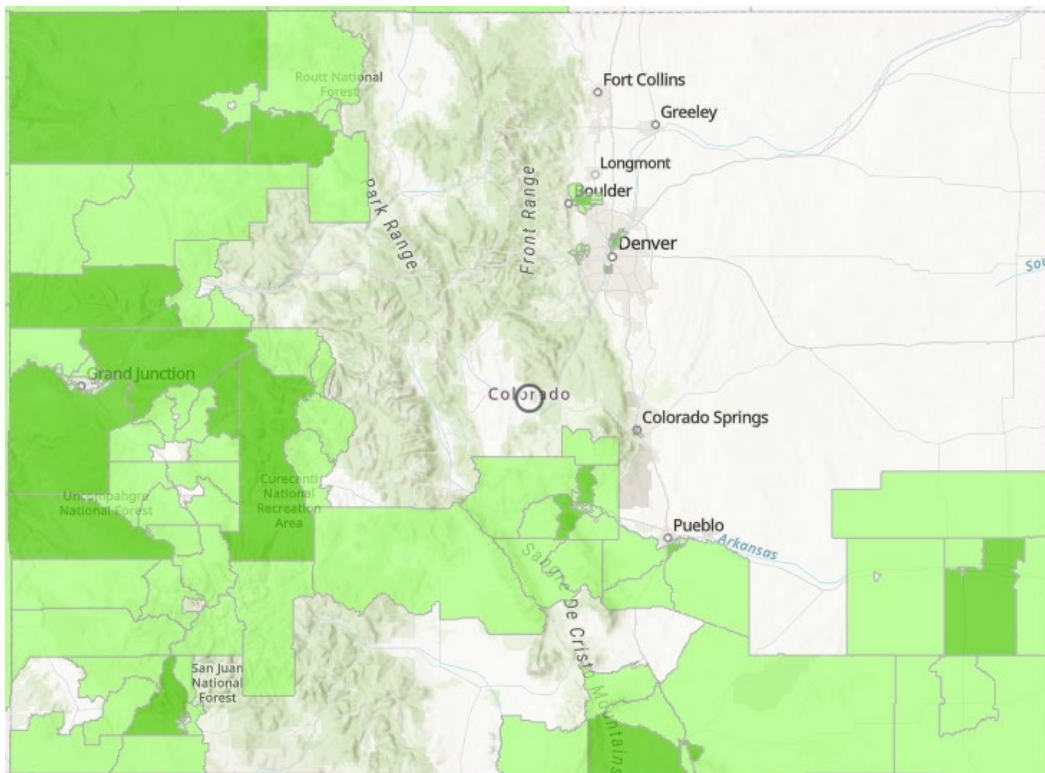 Routt National
Forest
Fort Collins
Greeley
Longmont
Boulder
Park Range
Front Range
Denver
Sou
Grand Junction
Colorado
Colorado Springs
Uncompahgre
National Forest
Curecanti
National
Recreation
Area
Pueblo
Arkansas
Sangre De Cristo Mountains
San Juan
National
Forest